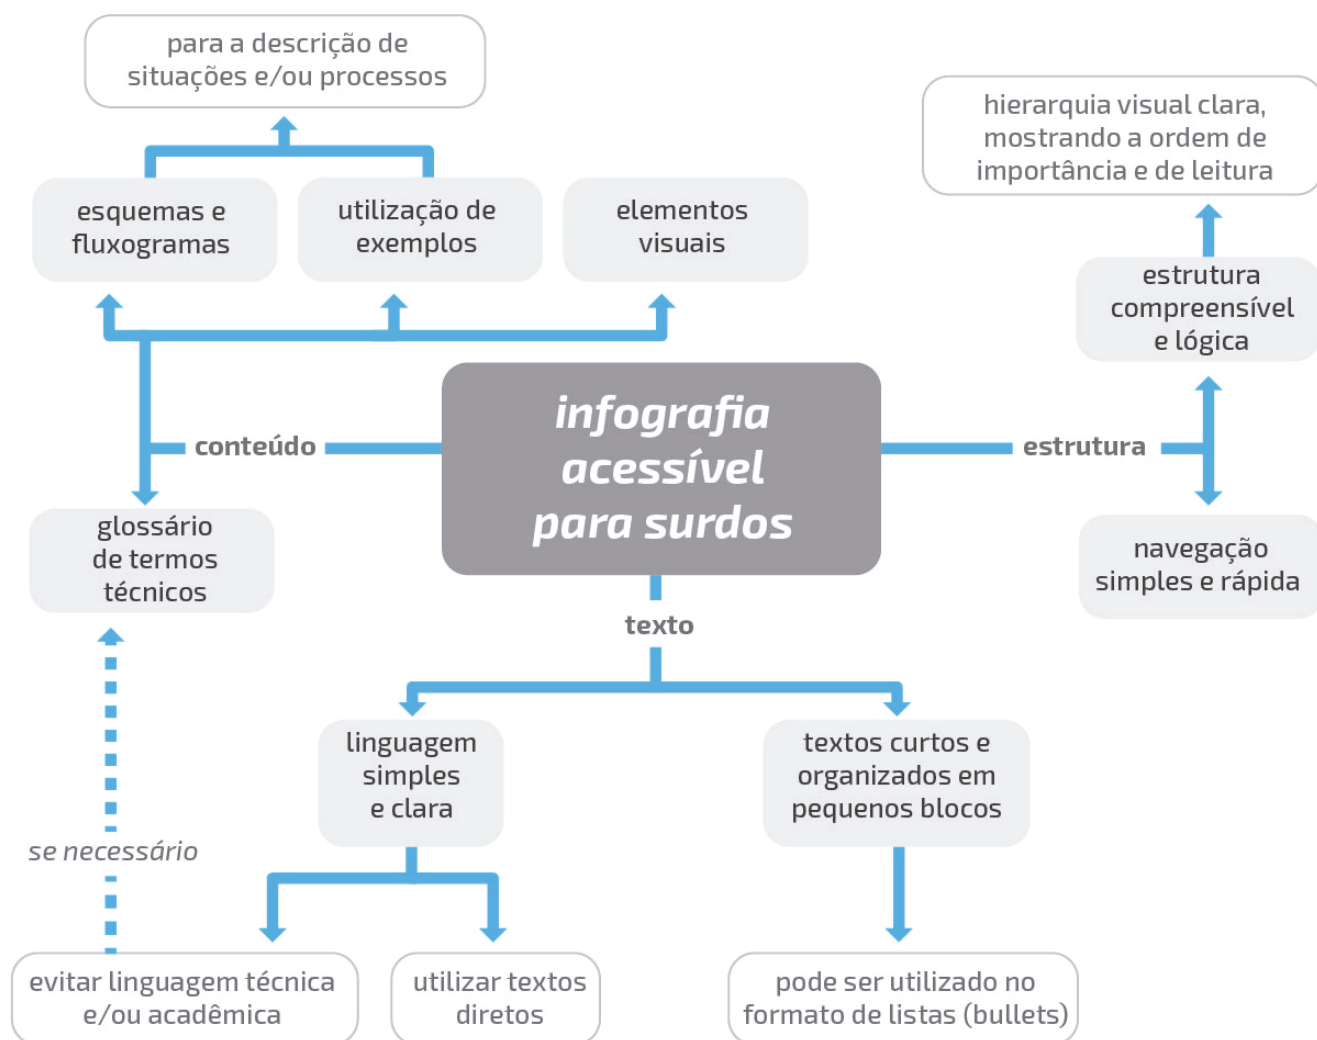 para a descrição de
situações e/ou processos
hierarquia visual clara,
mostrando a ordem de
importância e de leitura
esquemas e
fluxogramas
utilização de
exemplos
elementos
visuais
estrutura
compreensível
e lógica
infografia
acessível
para surdos
conteúdo
estrutura
glossário
de termos
técnicos
navegação
simples e rápida
texto
linguagem
simples
e clara
textos curtos e
organizados em
pequenos blocos
se necessário
evitar linguagem técnica
e/ou acadêmica
utilizar textos
diretos
pode ser utilizado no
formato de listas (bullets)